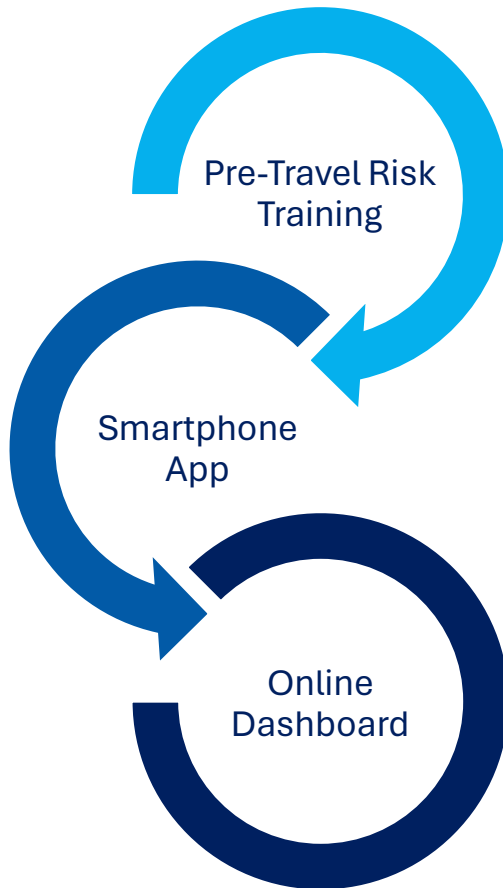 Pre-Travel Risk
Training
Smartphone
App
Online
Dashboard